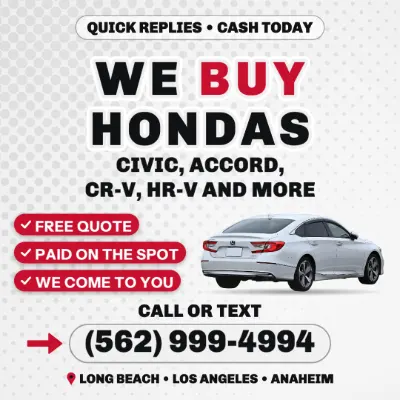 QUICK REPLIES • CASH TODAY
WE BUY
HONDAS
CIVIC, ACCORD,
CR-V, HR-V AND MORE
FREE QUOTE
PAID ON THE SPOT
WE COME TO YOU
CALL OR TEXT
(562) 999-4994
LONG BEACH • LOS ANGELES • ANAHEIM